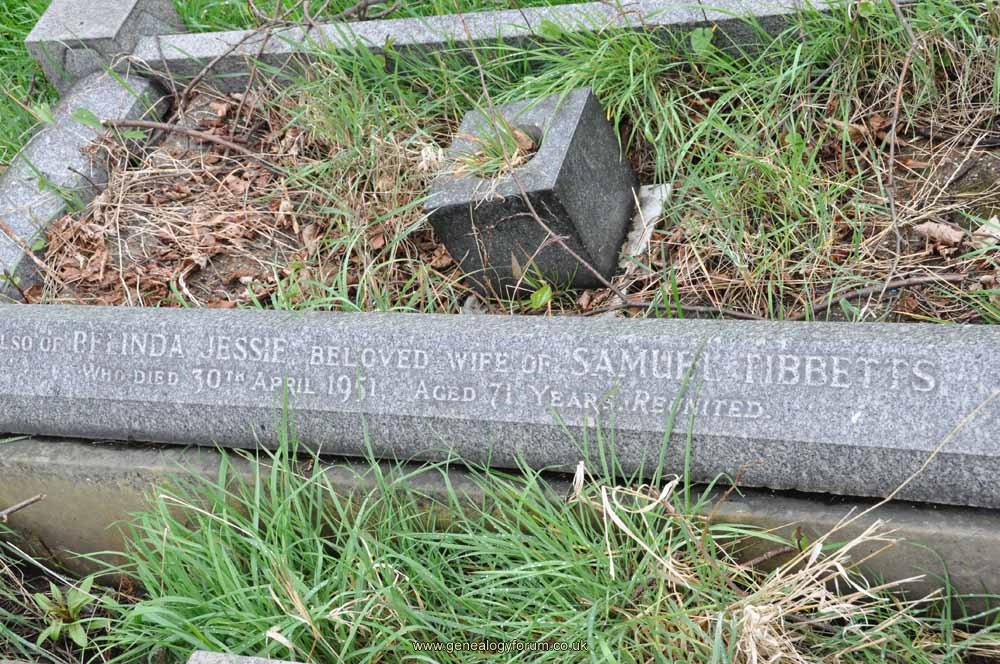 ALSO OF BELINDA JESSIE BELOVED WIFE OF SAMUEL TIBBETTS,
WHO DIED 30TH APRIL 1951. AGED 71 YEARS. REUNITED.
www.genealogyforum.co.uk